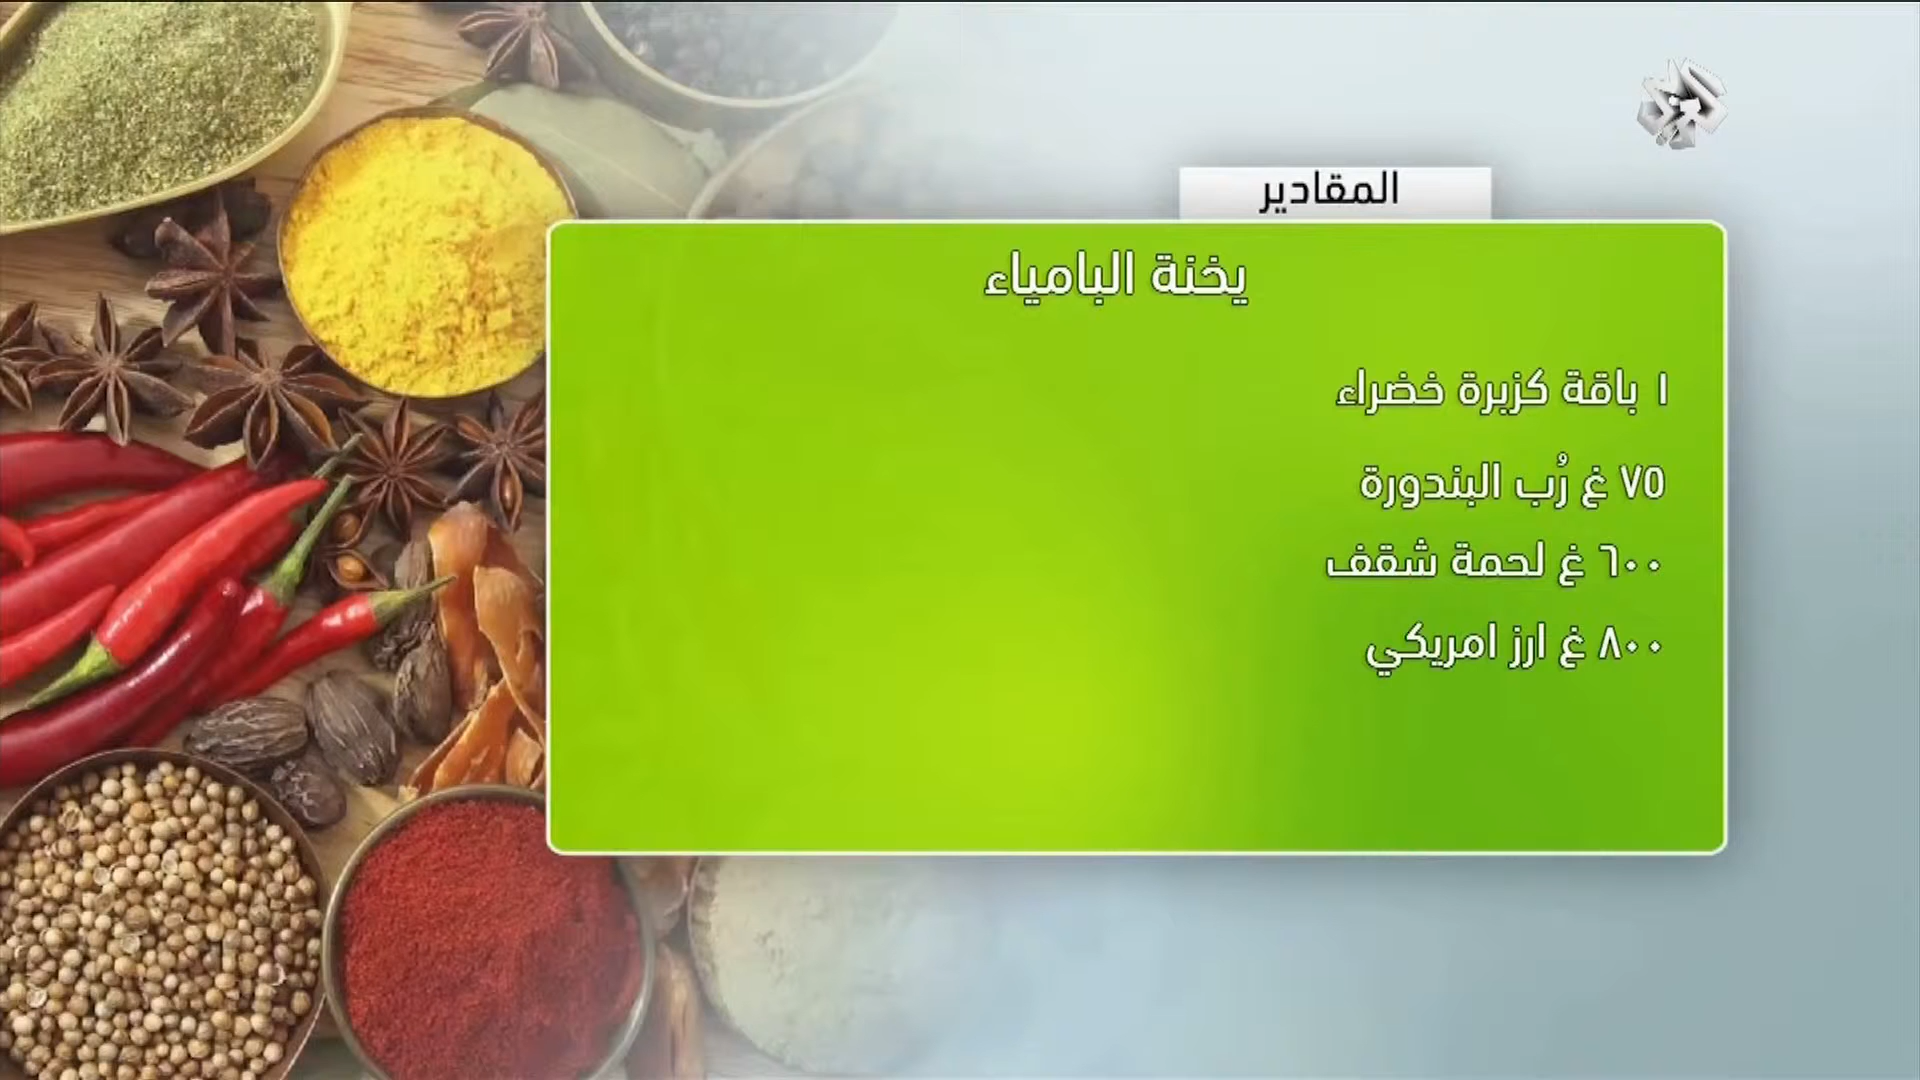 المقادير
يخنة البامياء
١ باقة كزبرة خضراء
٧٥ غ رُب البندورة
٦٠٠ غ لحمة شقف
٨٠٠ غ ارز امريكي